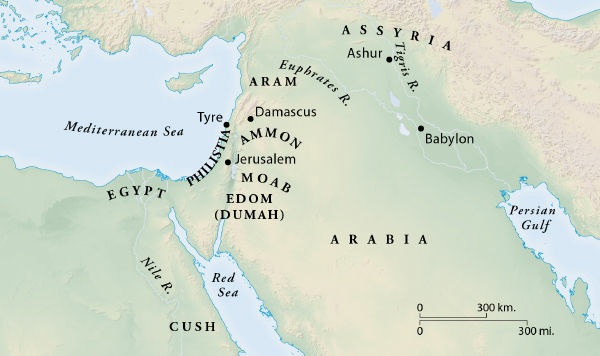 ASSYRIA
Ashur
Tigris R.
Euphrates R.
ARAM
Tyre
Damascus
Mediterranean Sea
AMMON
Babylon
PHILISTIA
Jerusalem
MOAB
EGYPT
EDOM
(DUMAH)
Persian
Gulf
ARABIA
Nile R.
Red
Sea
CUSH
0 300 km.
0 300 mi.